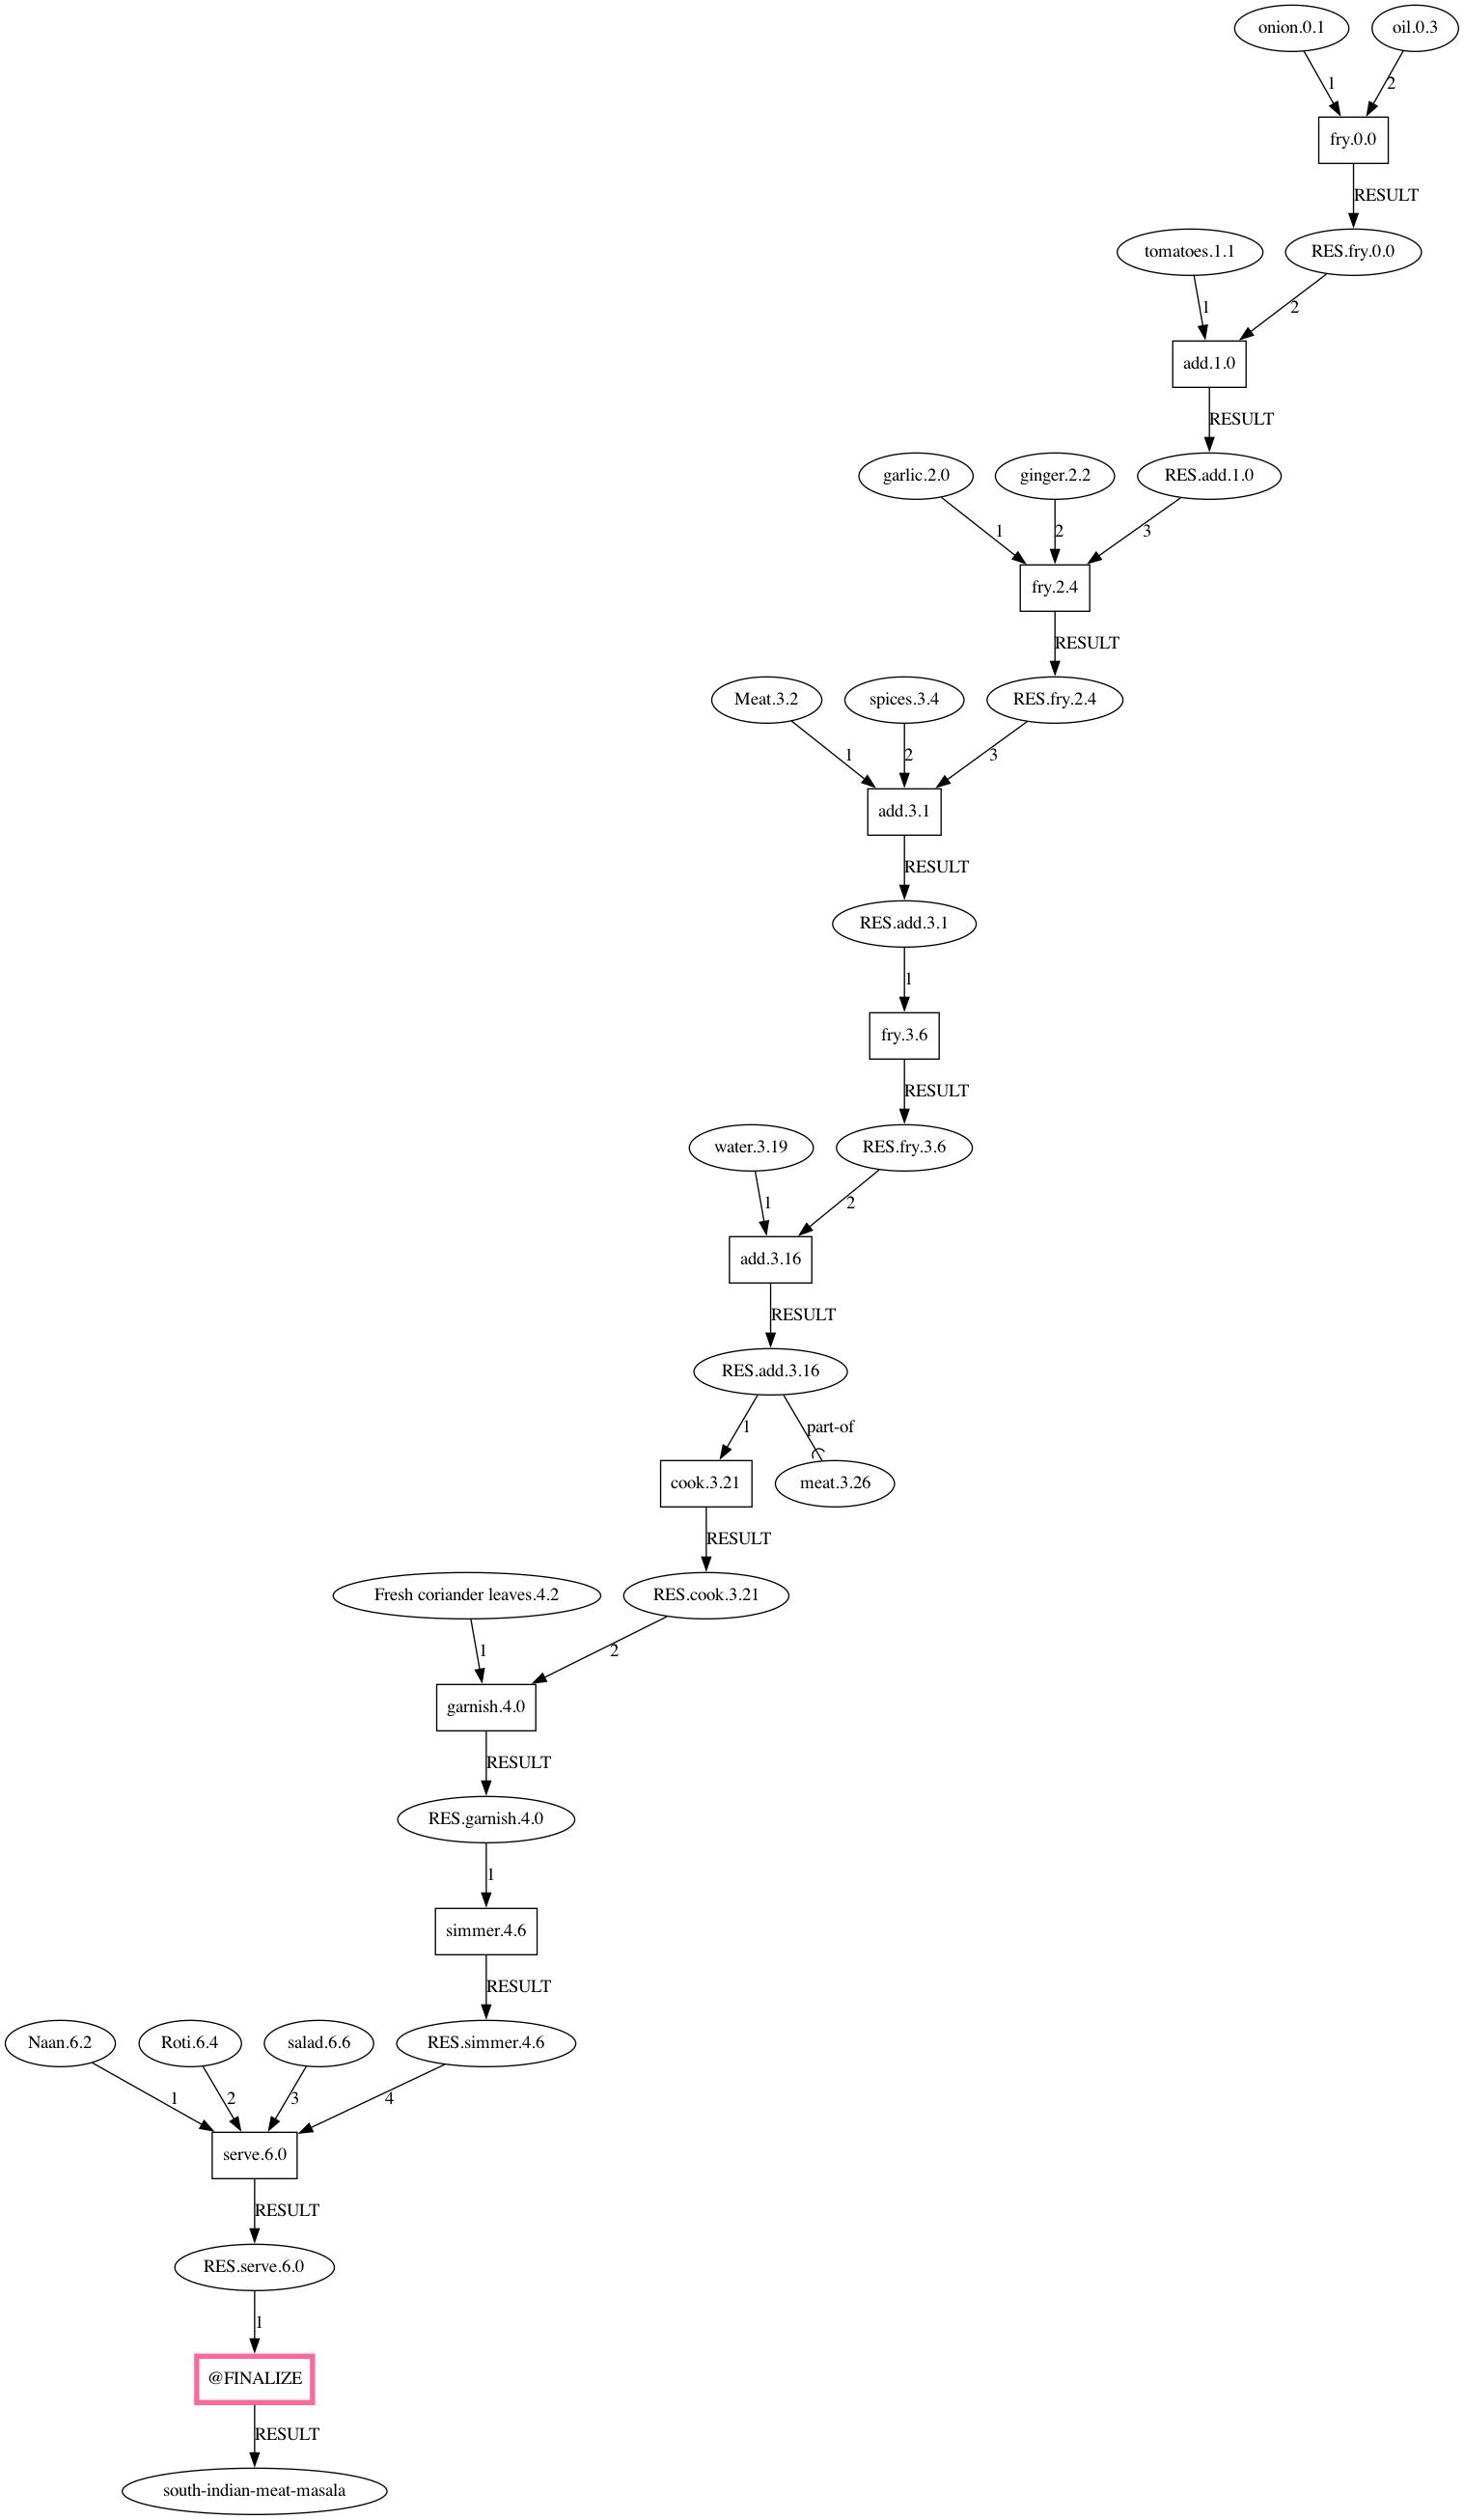 onion.0.1
oil.0.3
1
2
fry.0.0
RESULT
tomatoes.1.1
RES.fry.0.0
1
2
add.1.0
RESULT
garlic.2.0
ginger.2.2
RES.add.1.0
1
2
3
fry.2.4
RESULT
Meat.3.2
spices.3.4
RES.fry.2.4
1
2
3
add.3.1
RESULT
RES.add.3.1
1
fry.3.6
RESULT
water.3.19
RES.fry.3.6
1
2
add.3.16
RESULT
RES.add.3.16
1
part-of
cook.3.21
meat.3.26
RESULT
Fresh coriander leaves.4.2
RES.cook.3.21
1
2
garnish.4.0
RESULT
RES.garnish.4.0
1
simmer.4.6
RESULT
Naan.6.2
Roti.6.4
salad.6.6
RES.simmer.4.6
1
2
3
4
serve.6.0
RESULT
RES.serve.6.0
1
@FINALIZE
RESULT
south-indian-meat-masala